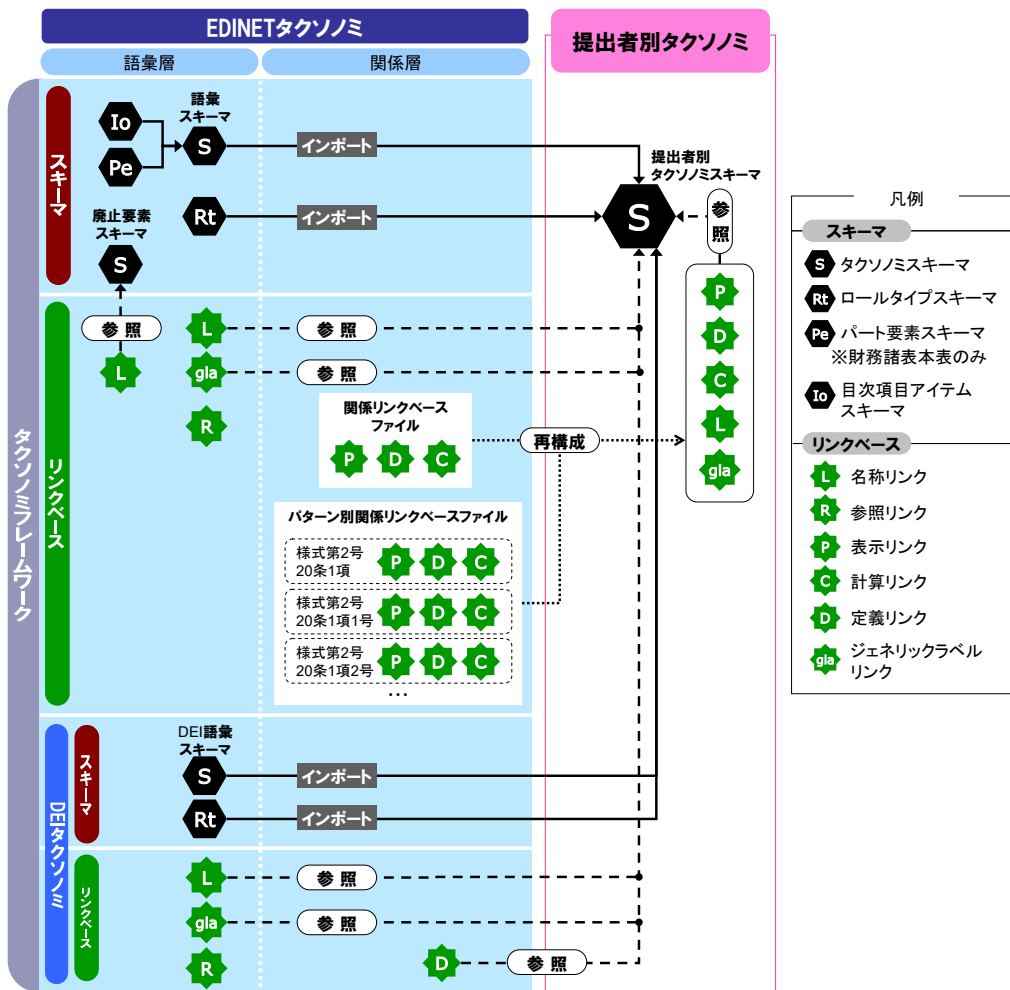 EDINETタクソノミ
提出者別タクソノミ
語彙層
関係層
タクソノミフレームワーク
スキーマ
Io
Pe
語彙
スキーマ
S
インポート
Rt
インポート
廃止要素
スキーマ
S
提出者別
タクソノミスキーマ
S
参照
P
D
C
L
gla
リンクベース
参照
L
L
参照
gla
参照
R
関係リンクベース
ファイル
P D C
再構成
パターン別関係リンクベースファイル
様式第2号
20条1項
P D C
様式第2号
20条1項1号
P D C
様式第2号
20条1項2号
P D C
…
DEIタクソノミ
スキーマ
DEI語彙
スキーマ
S
インポート
Rt
インポート
リンクベース
L
参照
gla
参照
R
D
参照
凡例
スキーマ
S タクソノミスキーマ
Rt ロールタイプスキーマ
Pe パート要素スキーマ
※財務諸表本表のみ
Io 目次項目アイテム
スキーマ
リンクベース
L 名称リンク
R 参照リンク
P 表示リンク
C 計算リンク
D 定義リンク
gla ジェネリックラベル
リンク